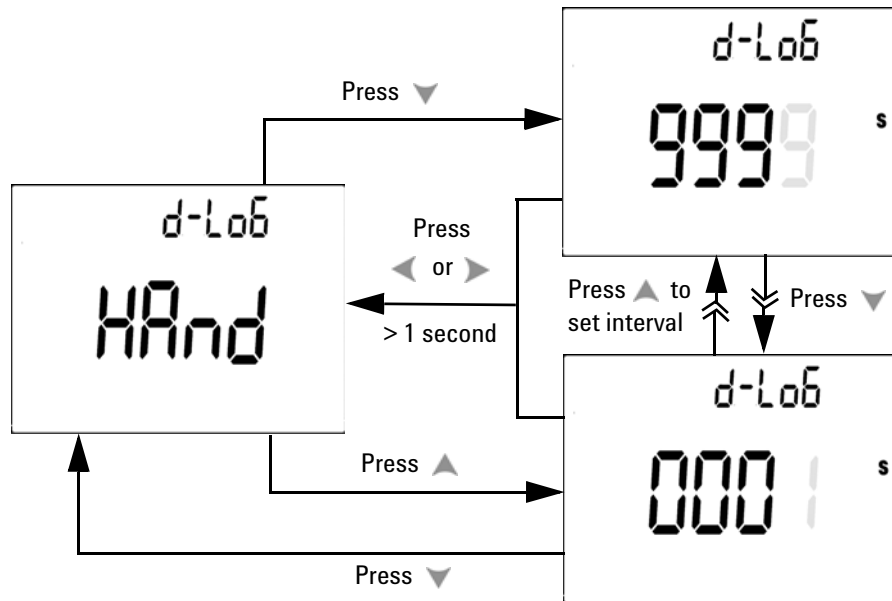 d-LoG
Press
9999
s
d-LoG
Press
or
HAnd
Press to
set interval
Press
> 1 second
d-LoG
Press
0001
s
Press